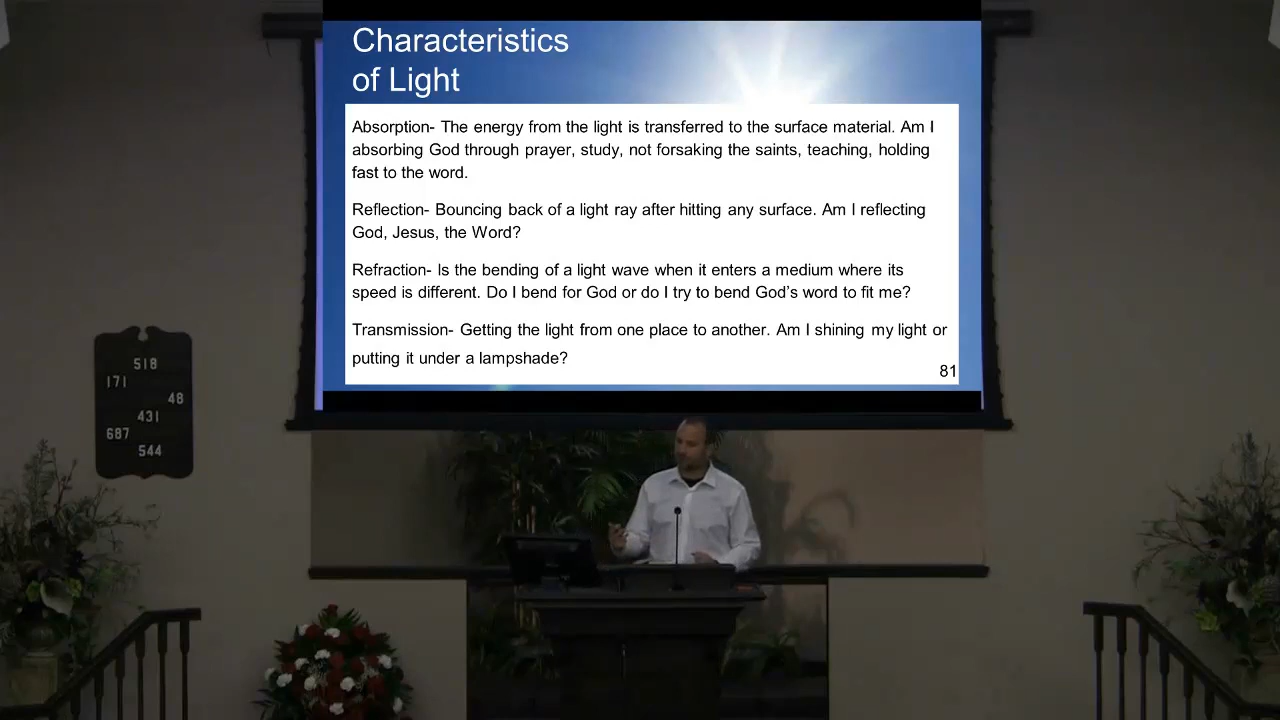 Characteristics
of Light
Absorption- The energy from the light is transferred to the surface material. Am I
absorbing God through prayer, study, not forsaking the saints, teaching, holding
fast to the word.
Reflection- Bouncing back of a light ray after hitting any surface. Am I reflecting
God, Jesus, the Word?
Refraction- Is the bending of a light wave when it enters a medium where its
speed is different. Do I bend for God or do I try to bend God's word to fit me?
Transmission- Getting the light from one place to another. Am I shining my light or
putting it under a lampshade?
81
518
171
48
431
687
544